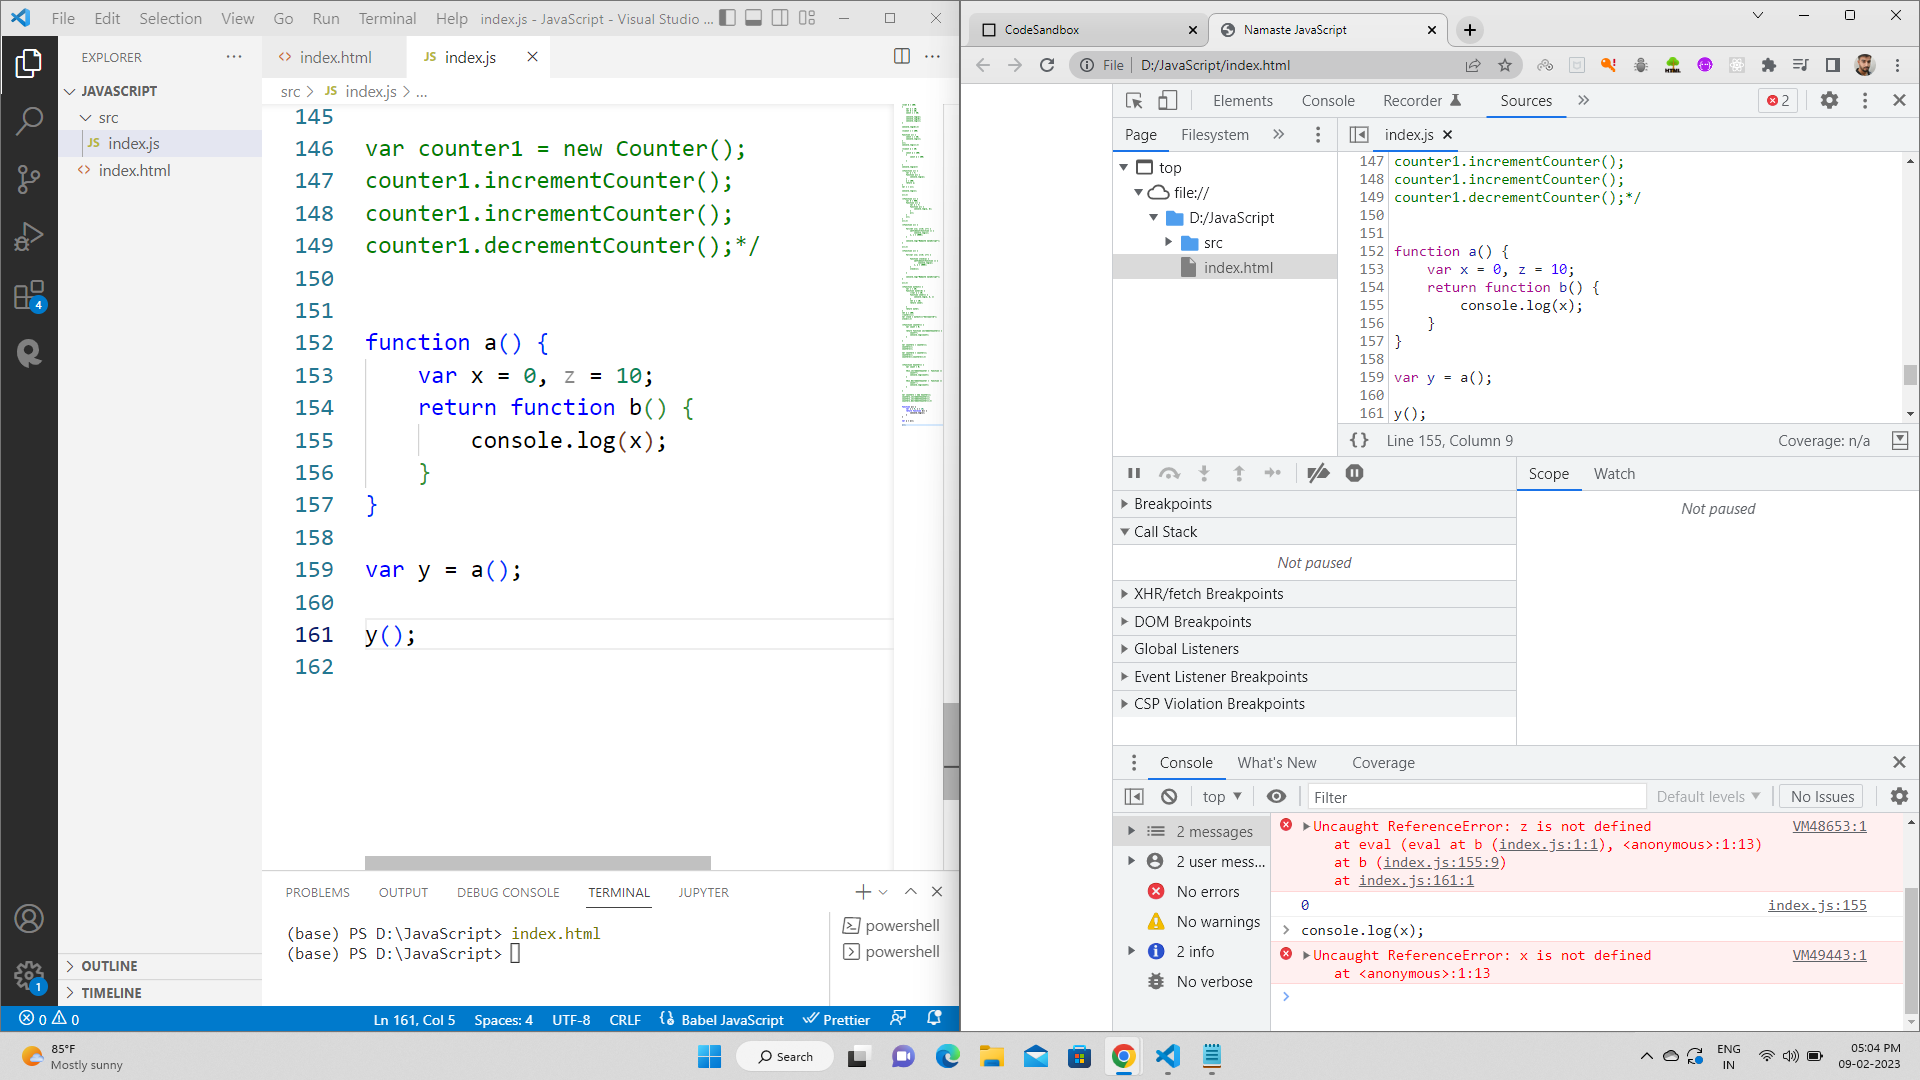 File Edit Selection View Go Run Terminal Help index.js - JavaScript - Visual Studio ...
EXPLORER
JAVASCRIPT
src
JS index.js
index.html
OUTLINE
TIMELINE
4
1
index.html
JS index.js
src > JS index.js > ...
145
146 var counter1 = new Counter();
147 counter1.incrementCounter();
148 counter1.incrementCounter();
149 counter1.decrementCounter();*/
150
151
152 function a() {
153 var x = 0, z = 10;
154 return function b() {
155 console.log(x);
156 }
157 }
158
159 var y = a();
160
161 y();
162
PROBLEMS OUTPUT DEBUG CONSOLE TERMINAL JUPYTER
(base) PS D:\JavaScript> index.html
(base) PS D:\JavaScript>
powershell
powershell
0 0 Ln 161, Col 5 Spaces: 4 UTF-8 CRLF Babel JavaScript Prettier
CodeSandbox
Namaste JavaScript
File D:/JavaScript/index.html
Elements Console Recorder Sources 2
Page Filesystem
index.js
top
file://
D:/JavaScript
src
index.html
147 counter1.incrementCounter();
148 counter1.incrementCounter();
149 counter1.decrementCounter();*/
150
151
152 function a() {
153 var x = 0, z = 10;
154 return function b() {
155 console.log(x);
156 }
157 }
158
159 var y = a();
160
161 y();
{} Line 155, Column 9 Coverage: n/a
Scope Watch
Not paused
Breakpoints
Call Stack
Not paused
XHR/fetch Breakpoints
DOM Breakpoints
Global Listeners
Event Listener Breakpoints
CSP Violation Breakpoints
Console What's New Coverage
top Filter Default levels No Issues
2 messages
2 user mess...
No errors
No warnings
2 info
No verbose
Uncaught ReferenceError: z is not defined VM48653:1
at eval (eval at b (index.js:1:1), <anonymous>:1:13)
at b (index.js:155:9)
at index.js:161:1
0 index.js:155
console.log(x);
Uncaught ReferenceError: x is not defined VM49443:1
at <anonymous>:1:13
85°F
Mostly sunny
Search
ENG
IN
05:04 PM
09-02-2023